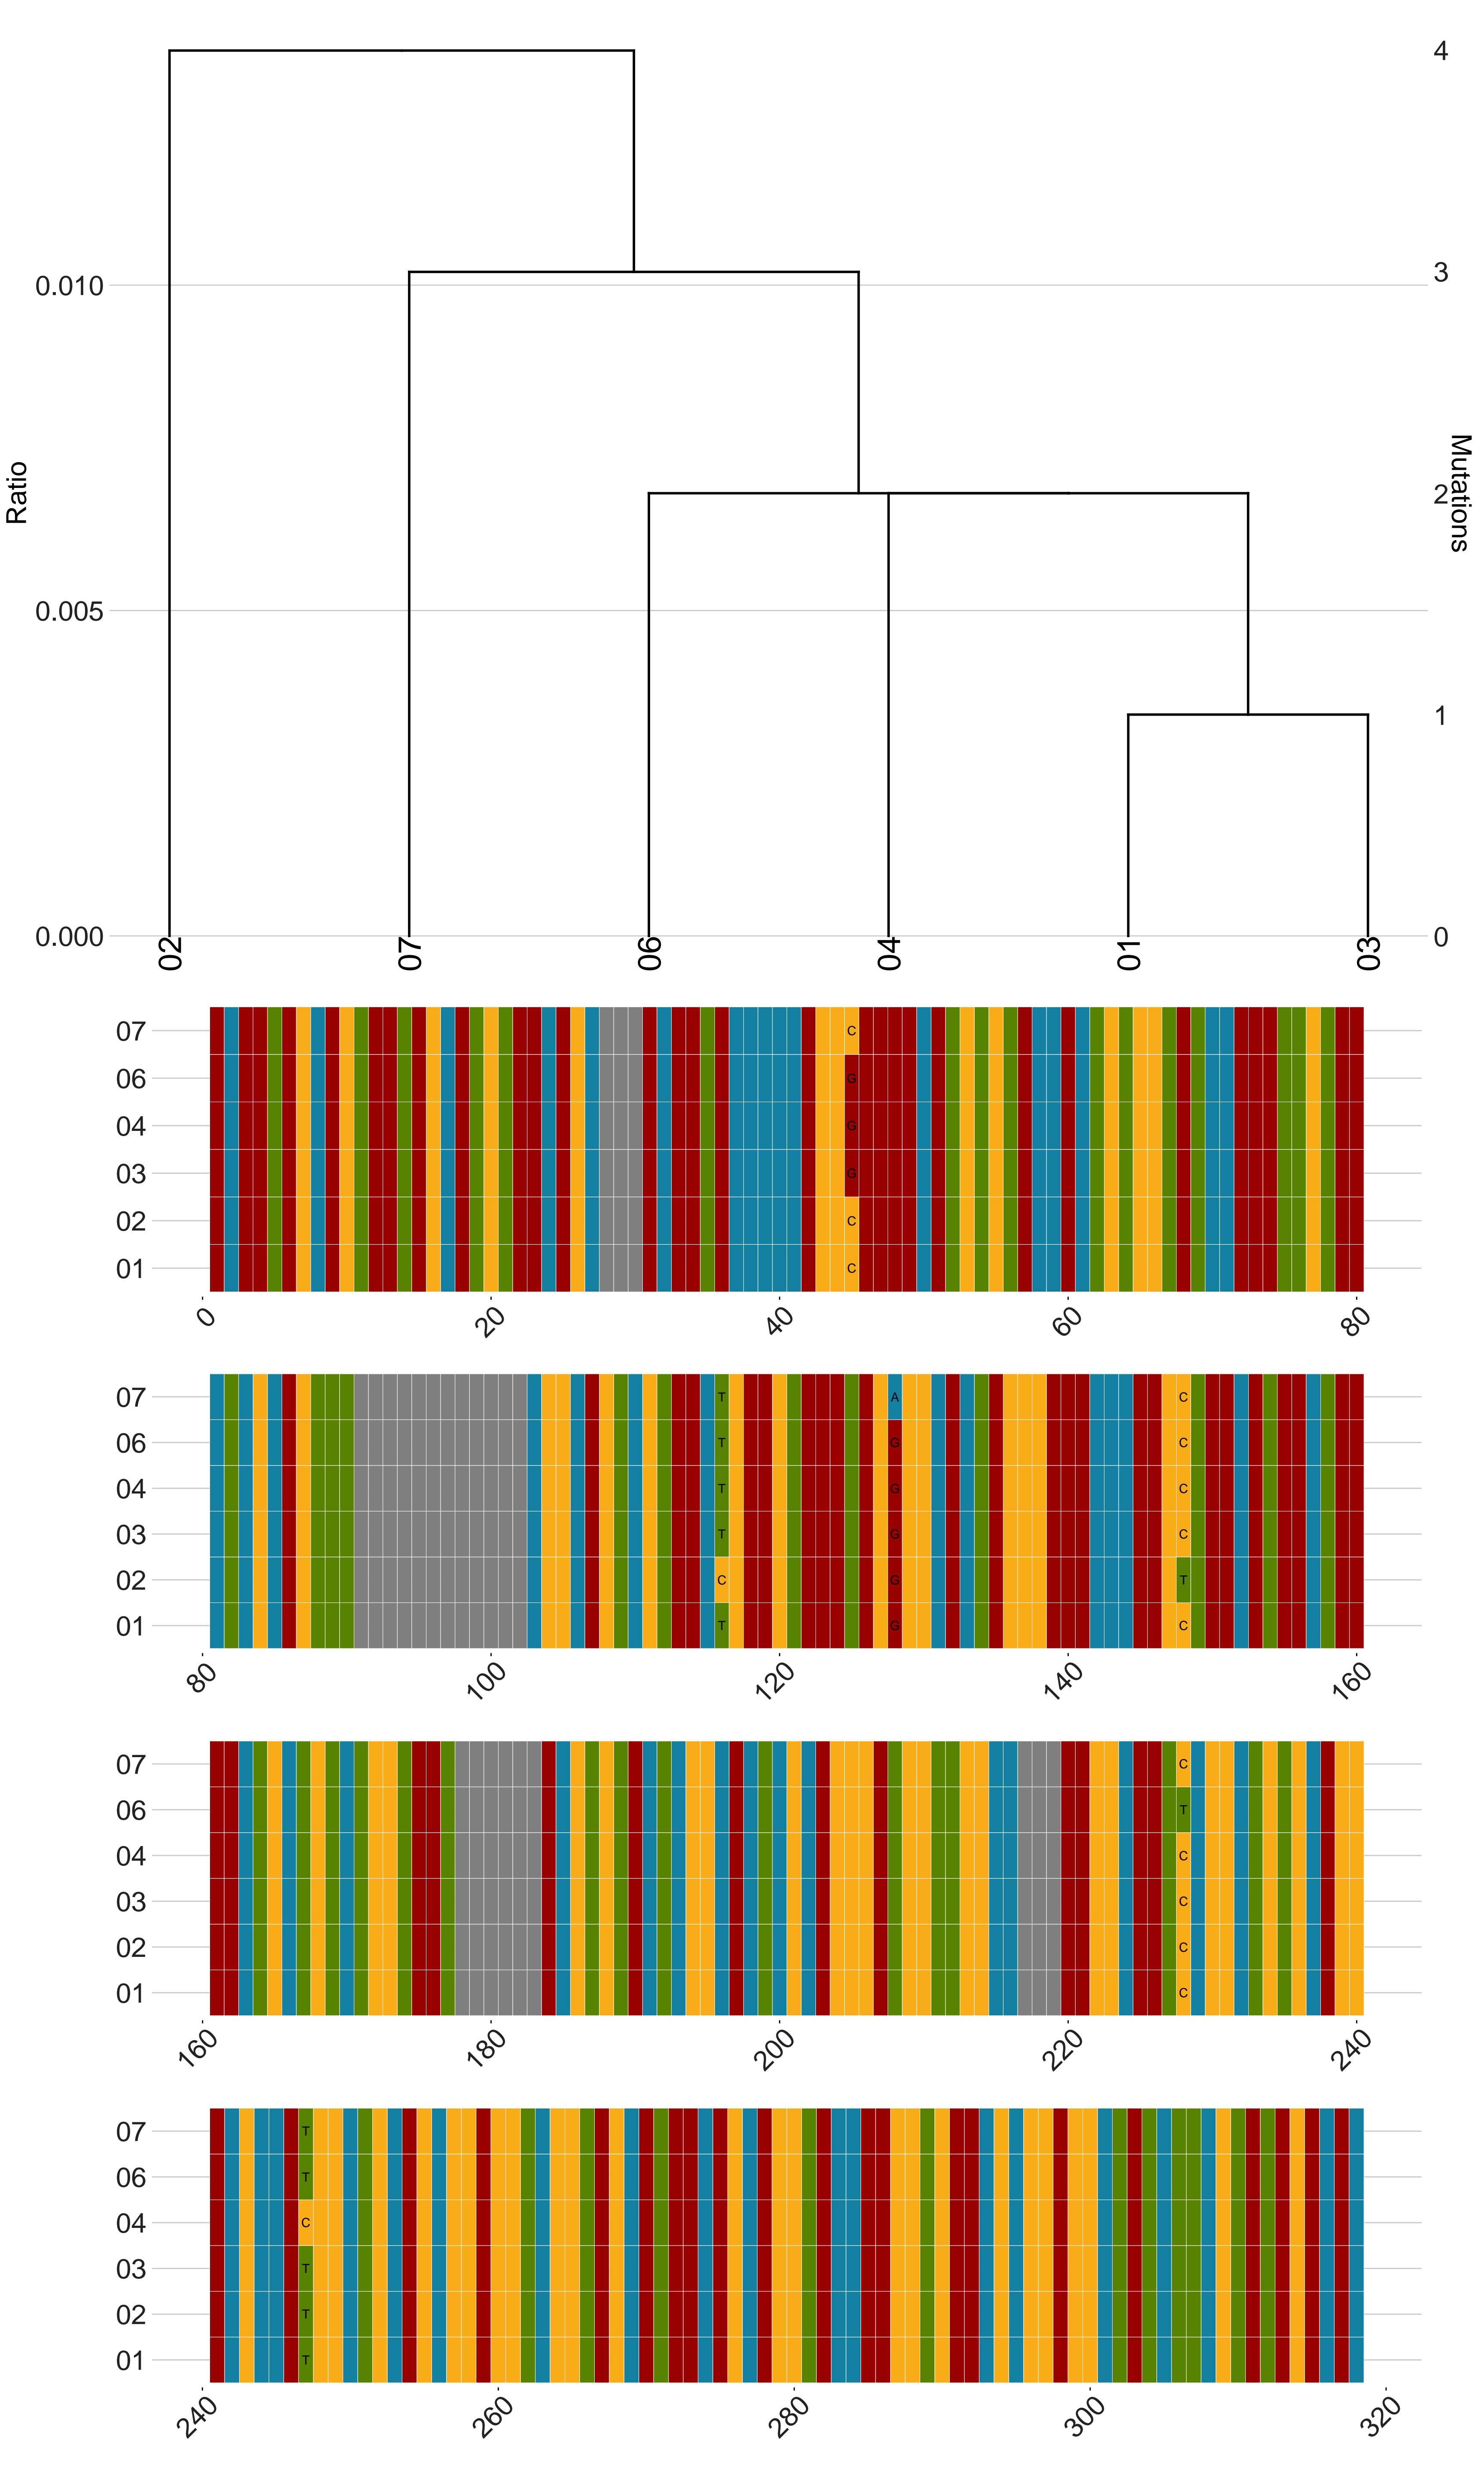 4
3
0.010
Ratio
Mutations
2
0.005
1
0.000
0
02 07 06 04 01 03
07 C
06 G
04 G
03 G
02 C
01 C
0 20 40 60 80
07 T A C
06 T G C
04 T G C
03 T G C
02 C G T
01 T G C
80 100 120 140 160
07 C
06 T
04 C
03 C
02 C
01 C
160 180 200 220 240
07 T
06 T
04 C
03 T
02 T
01 T
240 260 280 300 320